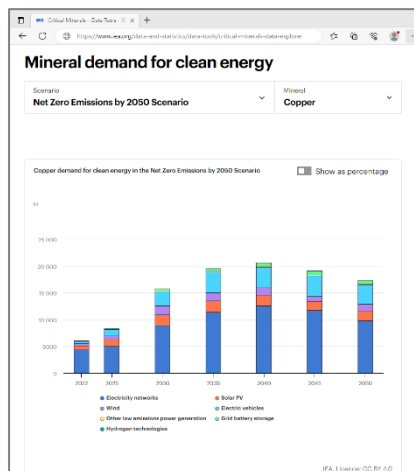 Critical Minerals – Data Tools - I
https://www.iea.org/data-and-statistics/data-tools/critical-minerals-data-explorer
Mineral demand for clean energy
Scenario
Net Zero Emissions by 2050 Scenario
Mineral
Copper
Copper demand for clean energy in the Net Zero Emissions by 2050 Scenario
Show as percentage
kt
25 000
20 000
15 000
10 000
5000
0
2022 2025 2030 2035 2040 2045 2050
Electricity networks Solar PV
Wind Electric vehicles
Other low emissions power generation Grid battery storage
Hydrogen technologies
IEA. Licence: CC BY 4.0